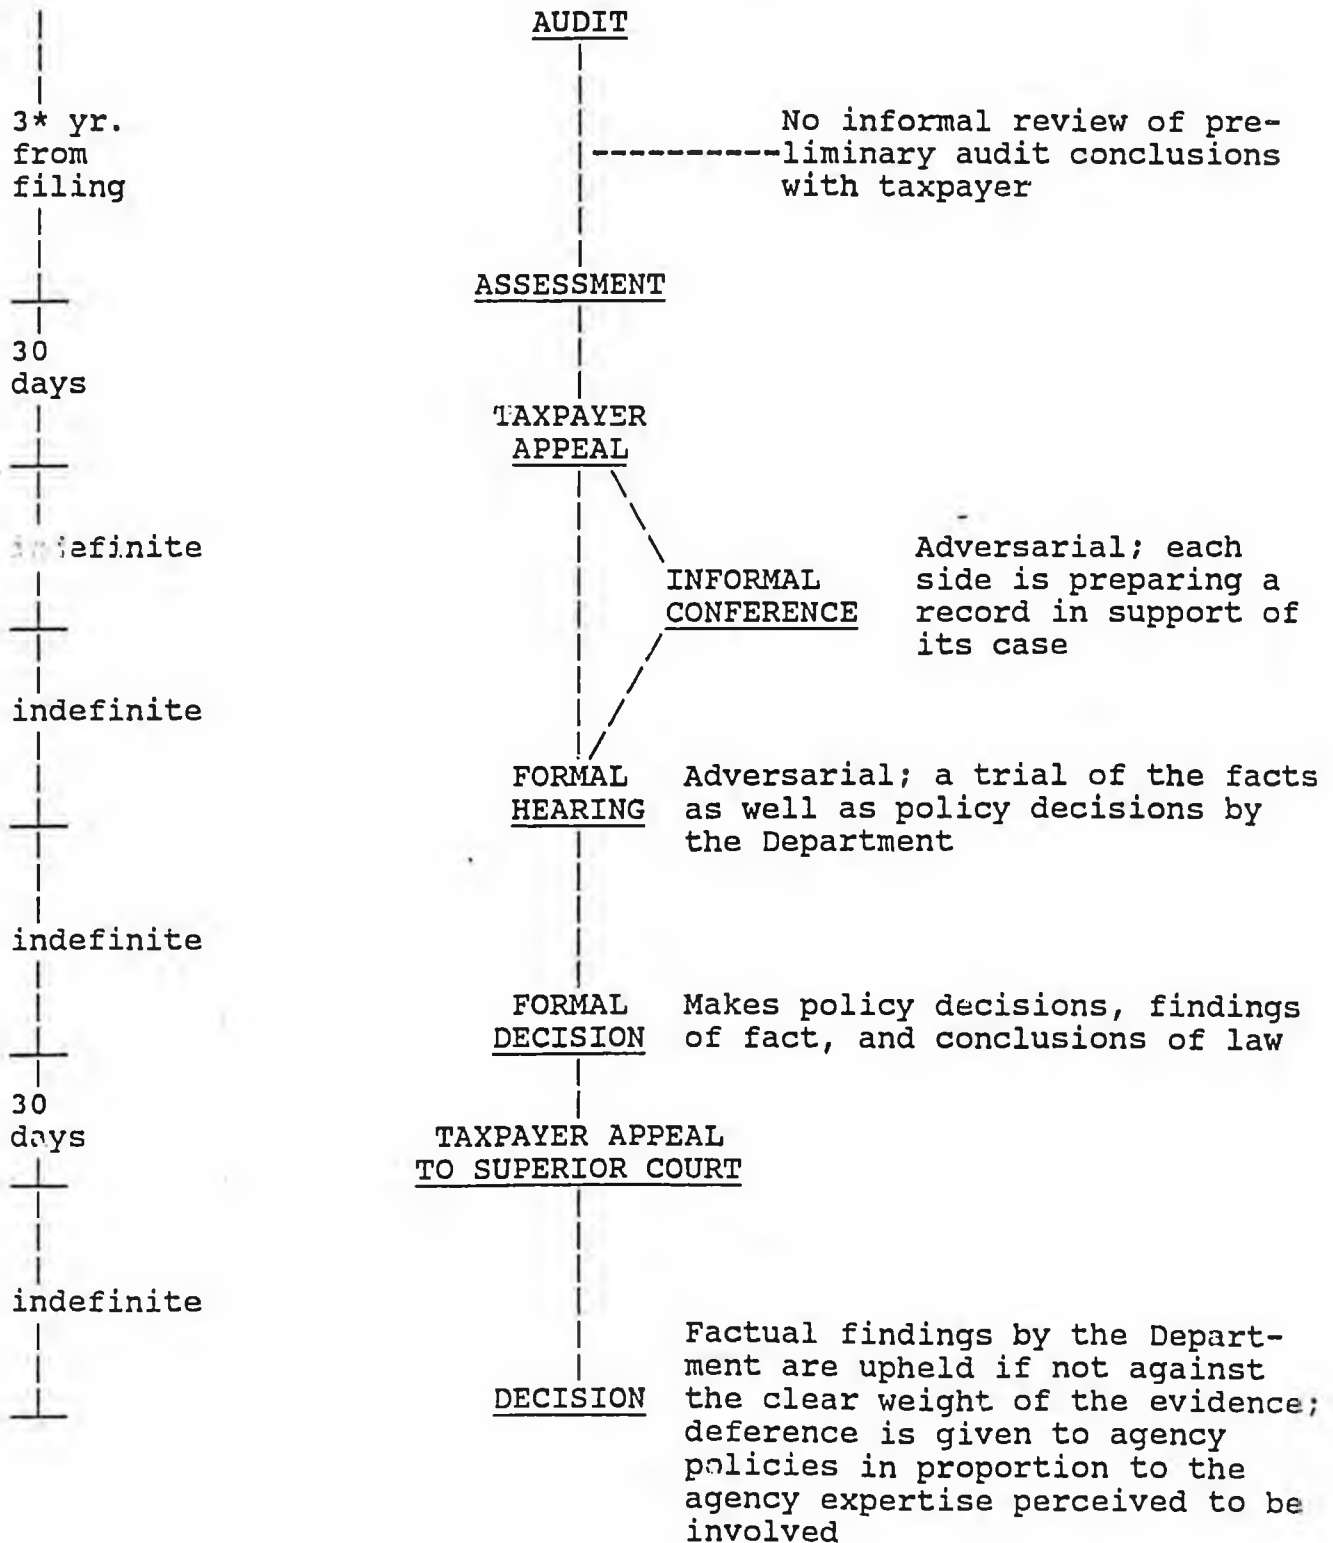 AUDIT
3* yr.
from
filing
No informal review of pre-
liminary audit conclusions
with taxpayer
ASSESSMENT
30
days
TAXPAYER
APPEAL
indefinite
INFORMAL
CONFERENCE
Adversarial; each
side is preparing a
record in support of
its case
indefinite
FORMAL
HEARING
Adversarial; a trial of the facts
as well as policy decisions by
the Department
indefinite
FORMAL
DECISION
Makes policy decisions, findings
of fact, and conclusions of law
30
days
TAXPAYER APPEAL
TO SUPERIOR COURT
indefinite
DECISION
Factual findings by the Depart-
ment are upheld if not against
the clear weight of the evidence;
deference is given to agency
policies in proportion to the
agency expertise perceived to be
involved